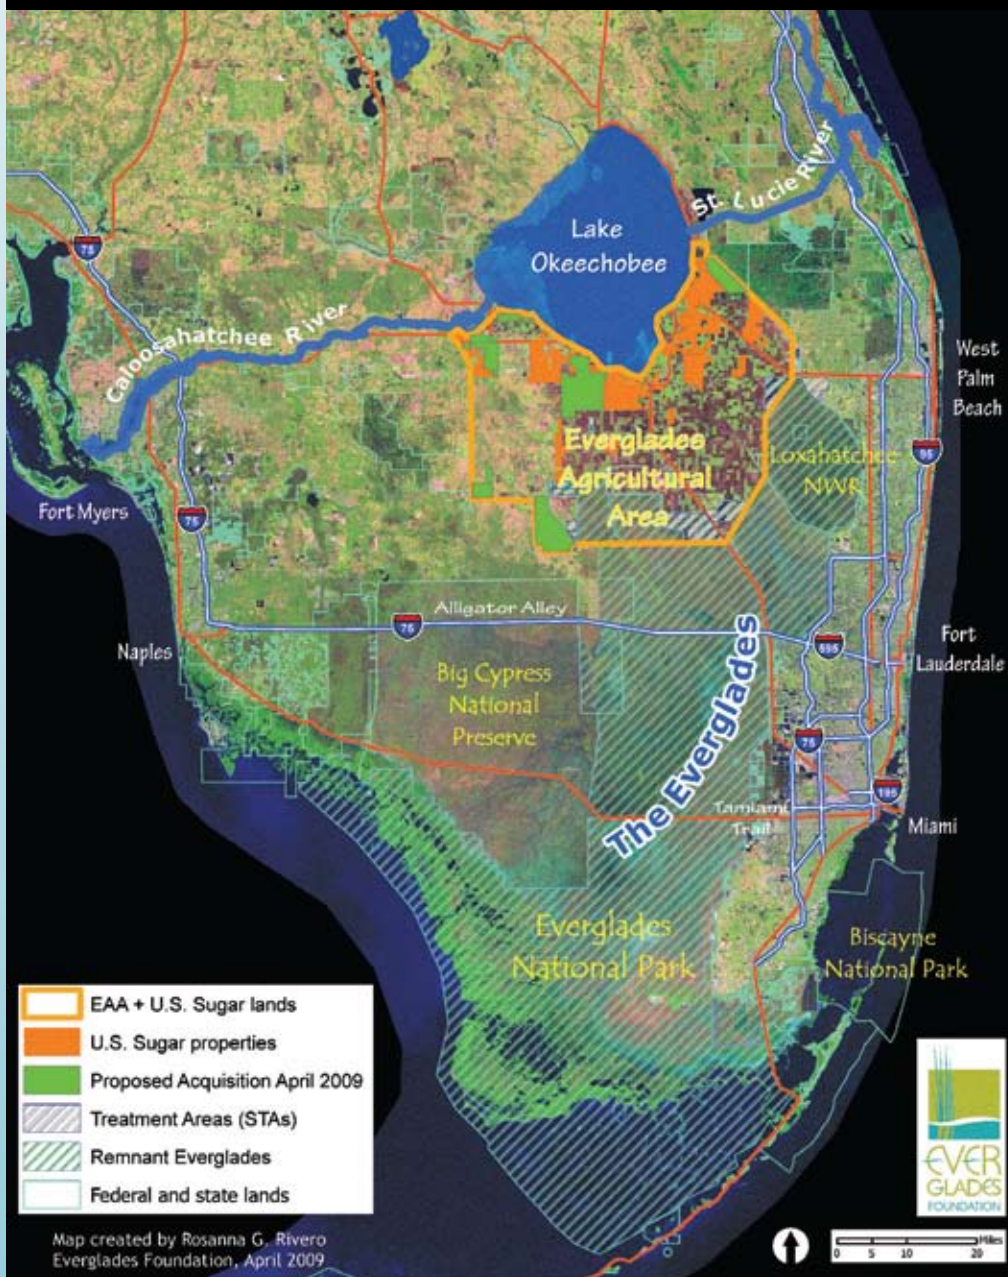 St. Lucie River
Lake
Okeechobee
75
Caloosahatchee River
West
Palm
Beach
Everglades
Agricultural
Area
Loxahatchee
NWR
95
Fort Myers
75
Alligator Alley
75
Naples
595
Fort
Lauderdale
Big Cypress
National
Preserve
The Everglades
75
195
Tamiami
Trail
Miami
Everglades
National Park
Biscayne
National Park
EAA + U.S. Sugar lands
U.S. Sugar properties
Proposed Acquisition April 2009
Treatment Areas (STAs)
Remnant Everglades
Federal and state lands
EVER
GLADES
FOUNDATION
Map created by Rosanna G. Rivero
Everglades Foundation, April 2009
Miles
0 5 10 20